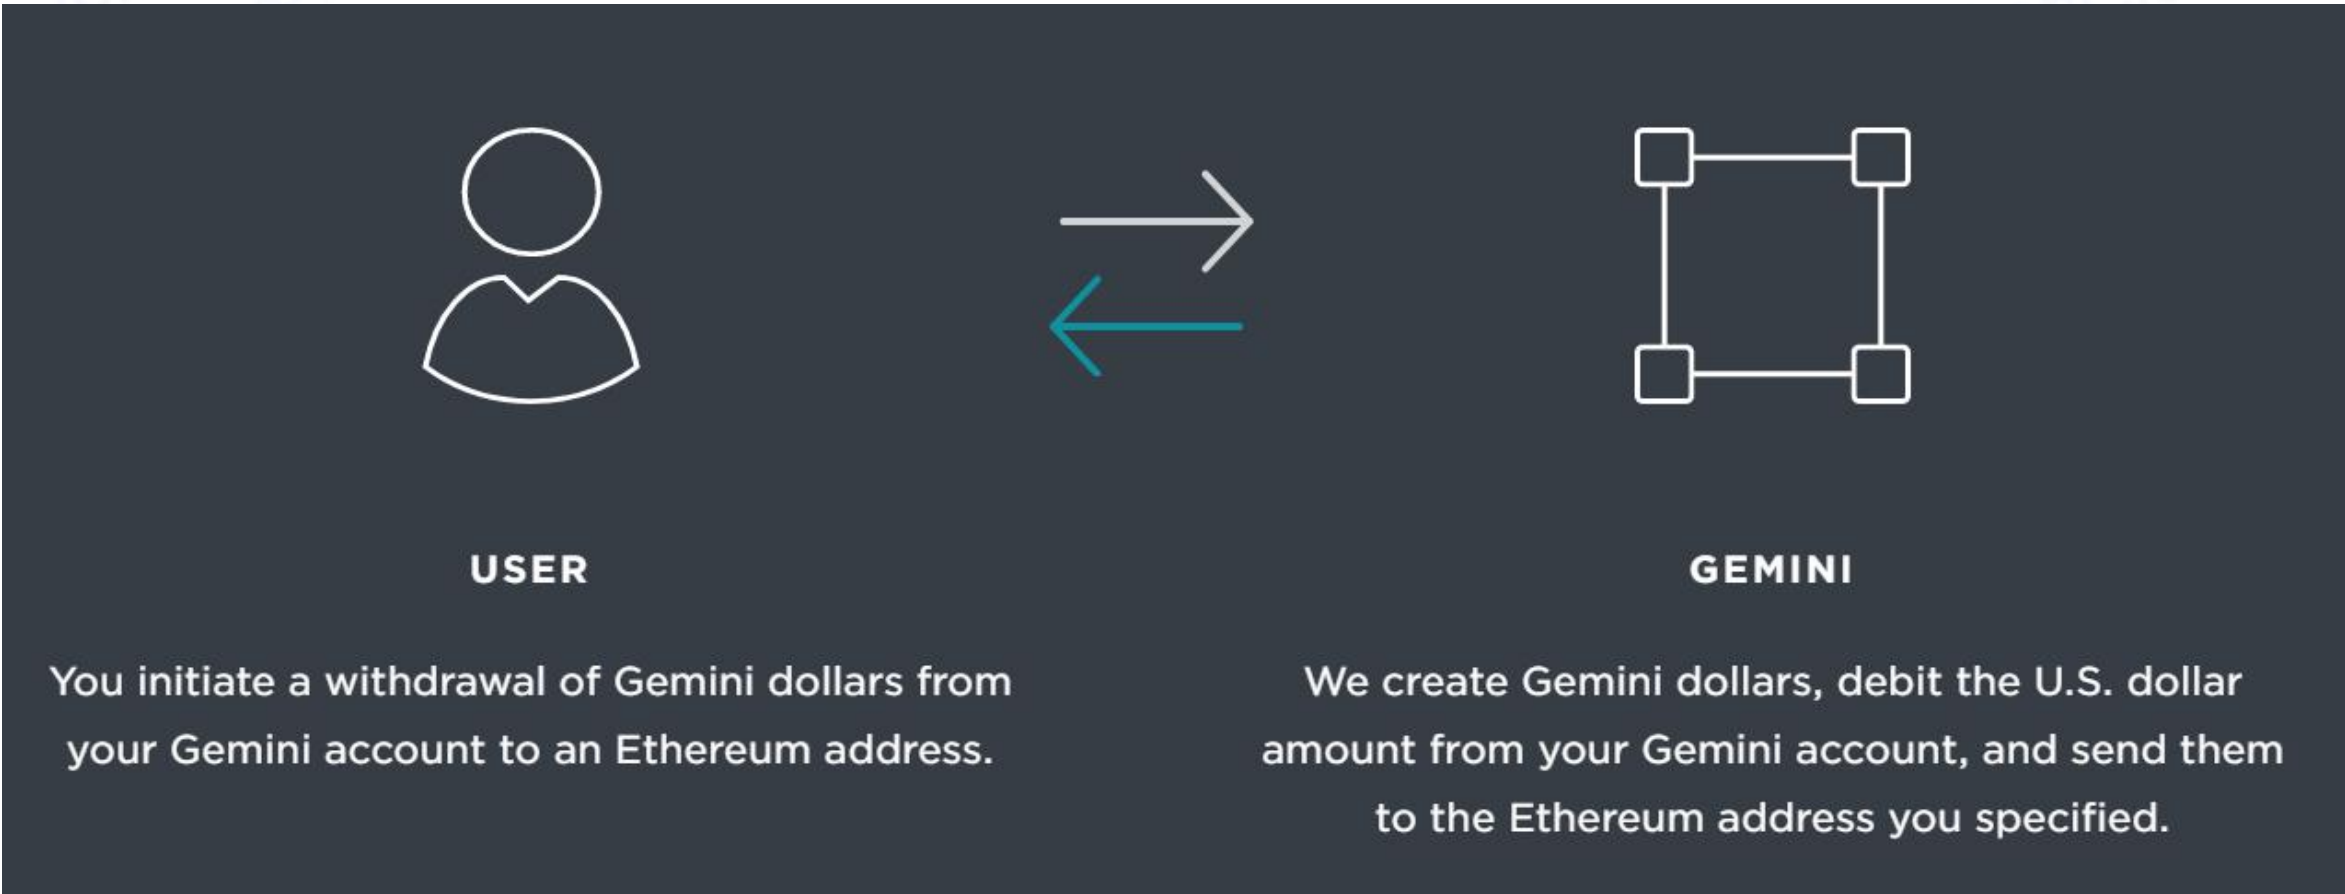 USER
You initiate a withdrawal of Gemini dollars from
your Gemini account to an Ethereum address.
GEMINI
We create Gemini dollars, debit the U.S. dollar
amount from your Gemini account, and send them
to the Ethereum address you specified.